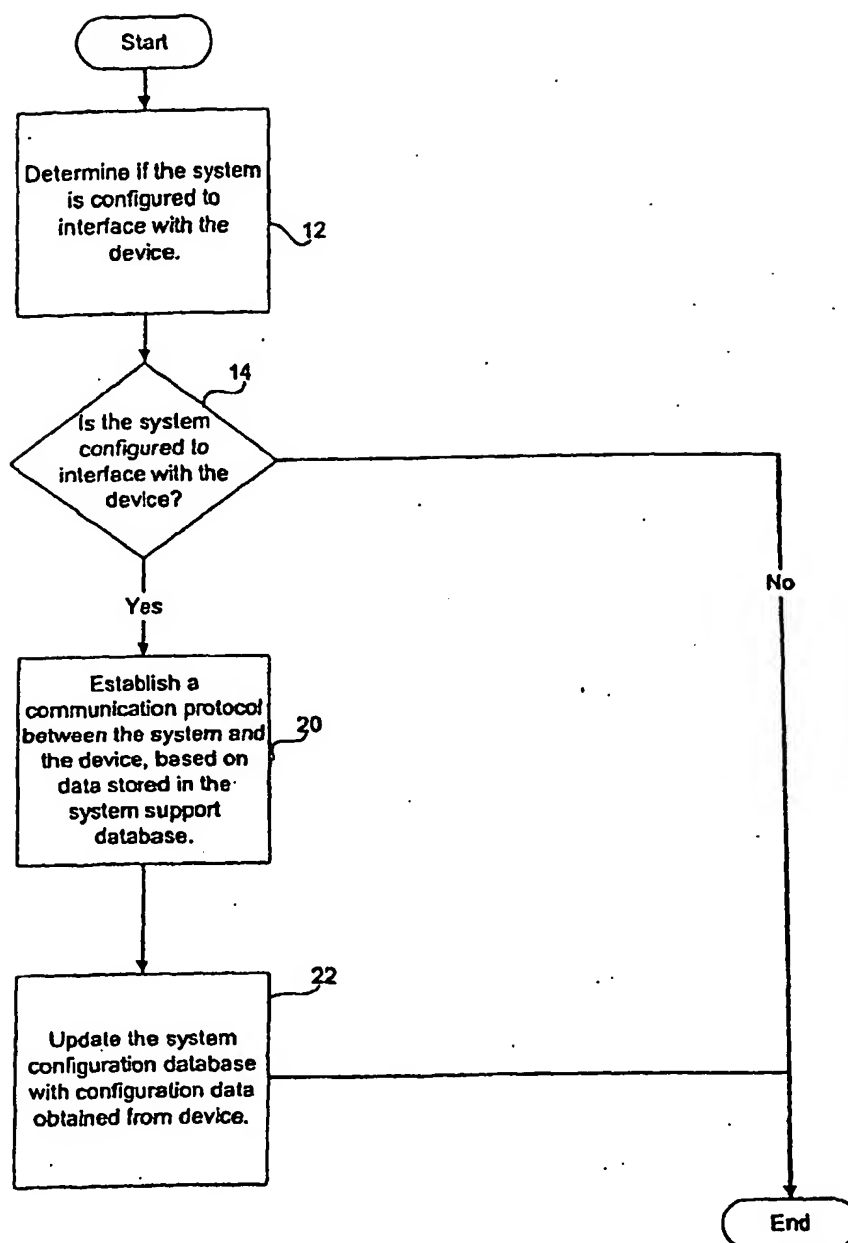 Start
Determine if the system
is configured to
interface with the
device.
12
14
Is the system
configured to
interface with the
device?
No
Yes
Establish a
communication protocol
between the system and
the device, based on
data stored in the
system support
database.
20
22
Update the system
configuration database
with configuration data
obtained from device.
End